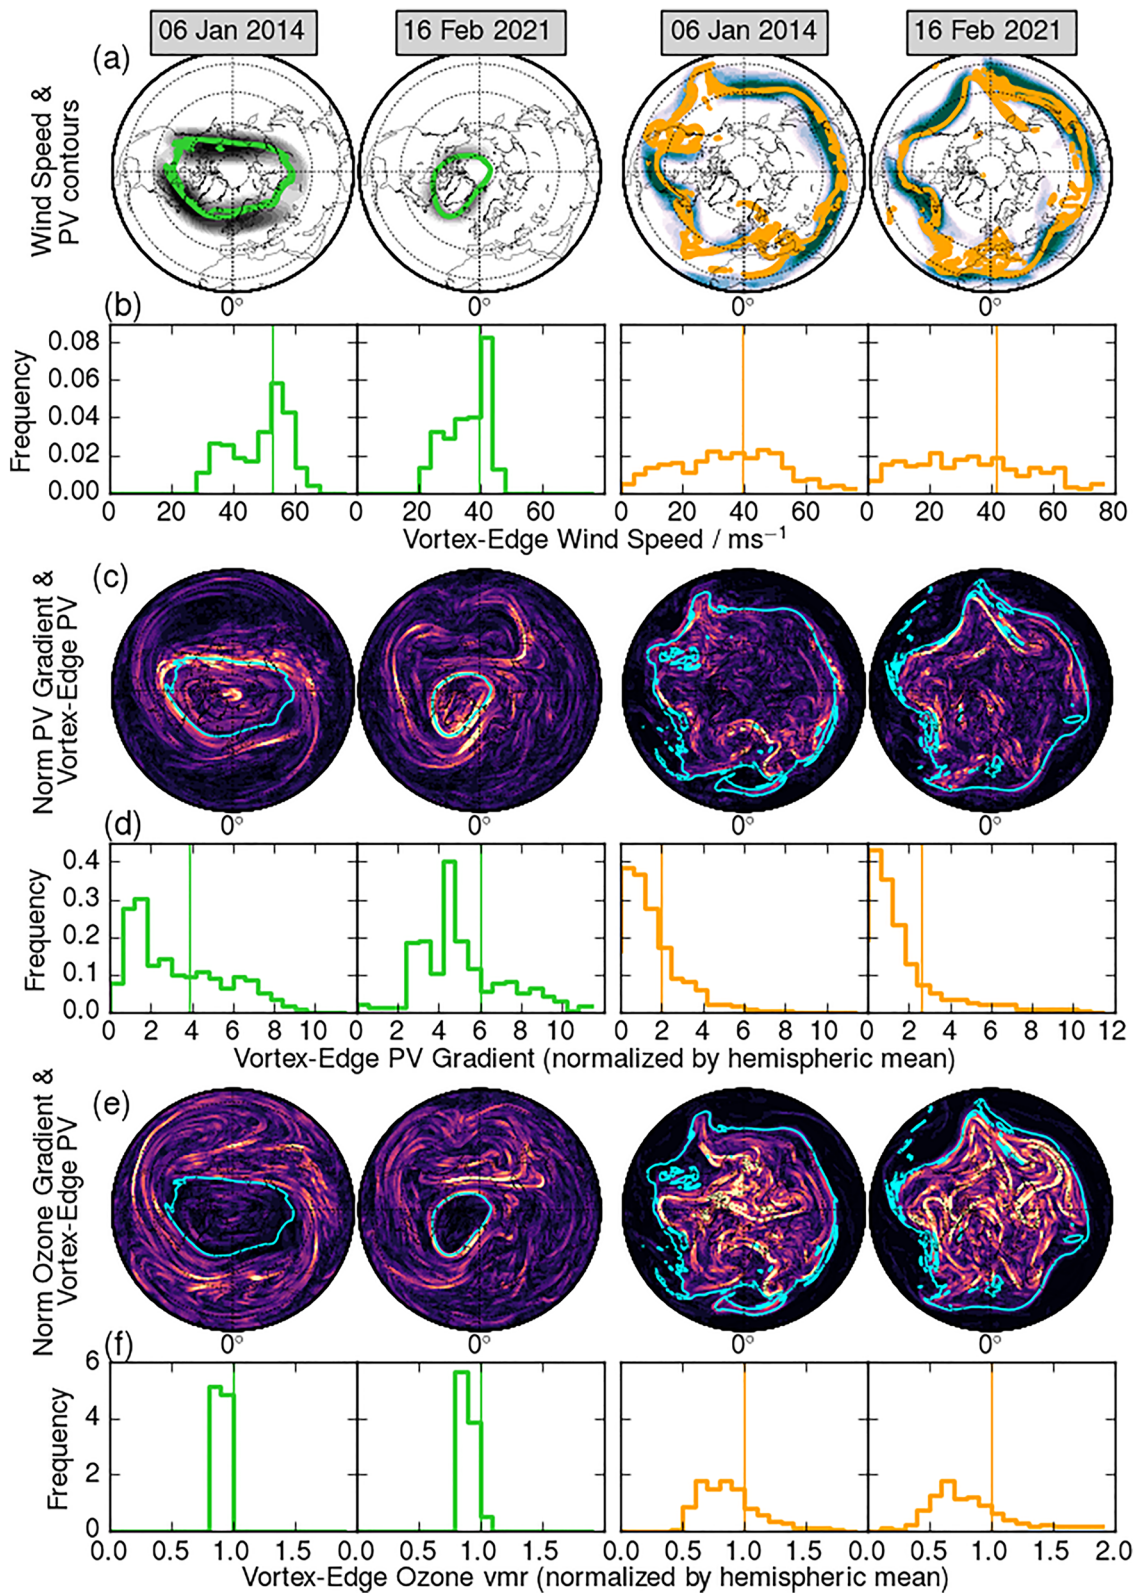 06 Jan 2014 16 Feb 2021 06 Jan 2014 16 Feb 2021
(a)
Wind Speed &
PV contours
0° 0° 0° 0°
(b)
Frequency
0.08
0.06
0.04
0.02
0.00
0 20 40 60 0 20 40 60 0 20 40 60 0 20 40 60 80
Vortex-Edge Wind Speed / ms⁻¹
(c)
Norm PV Gradient &
Vortex-Edge PV
0° 0° 0° 0°
(d)
Frequency
0.4
0.3
0.2
0.1
0.0
0 2 4 6 8 10 0 2 4 6 8 10 0 2 4 6 8 10 0 2 4 6 8 10 12
Vortex-Edge PV Gradient (normalized by hemispheric mean)
(e)
Norm Ozone Gradient &
Vortex-Edge PV
0° 0° 0° 0°
(f)
Frequency
6
4
2
0
0.0 0.5 1.0 1.5 0.0 0.5 1.0 1.5 0.0 0.5 1.0 1.5 0.0 0.5 1.0 1.5 2.0
Vortex-Edge Ozone vmr (normalized by hemispheric mean)